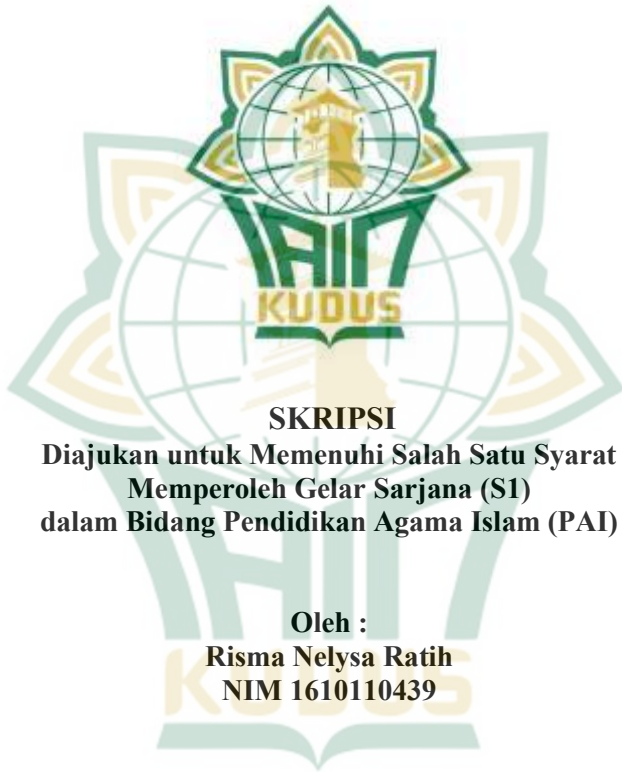 IAIN
KUDUS
SKRIPSI
Diajukan untuk Memenuhi Salah Satu Syarat
Memperoleh Gelar Sarjana (S1)
dalam Bidang Pendidikan Agama Islam (PAI)
Oleh :
Risma Nelysa Ratih
NIM 1610110439
KUDUS